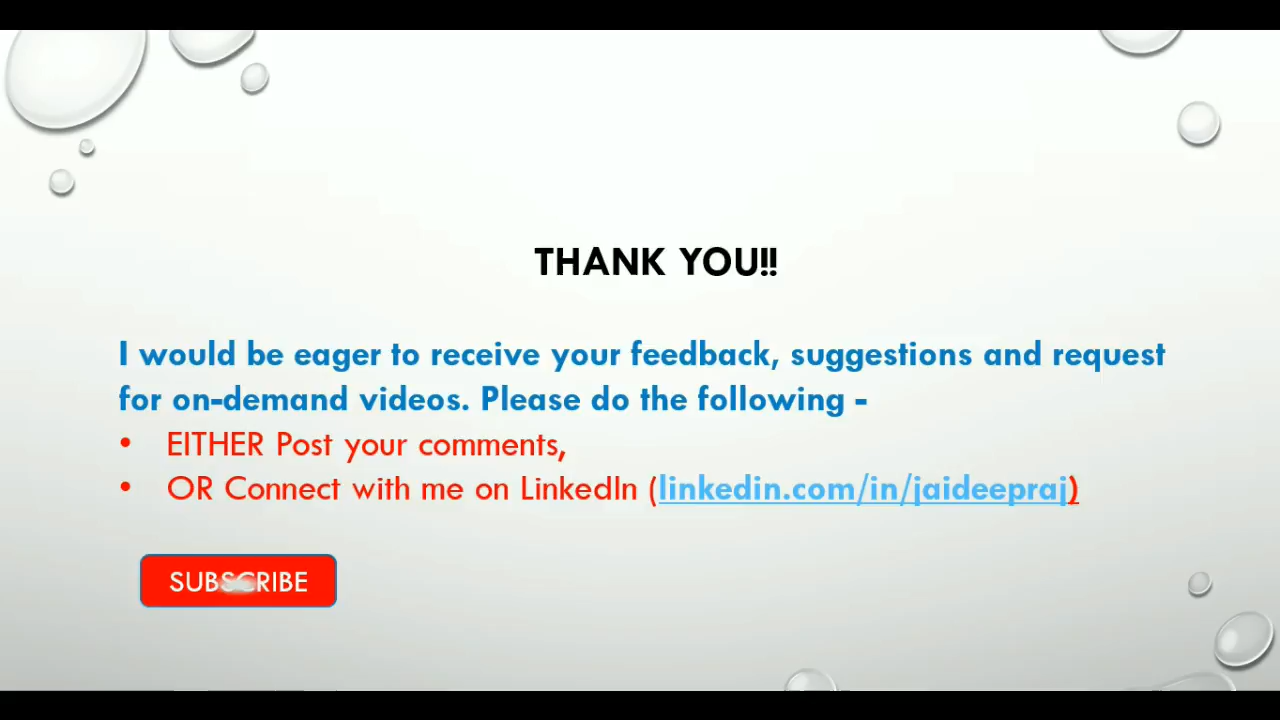 THANK YOU!!
I would be eager to receive your feedback, suggestions and request
for on-demand videos. Please do the following -
• EITHER Post your comments,
• OR Connect with me on LinkedIn (linkedin.com/in/jaideepraj)
SUBSCRIBE